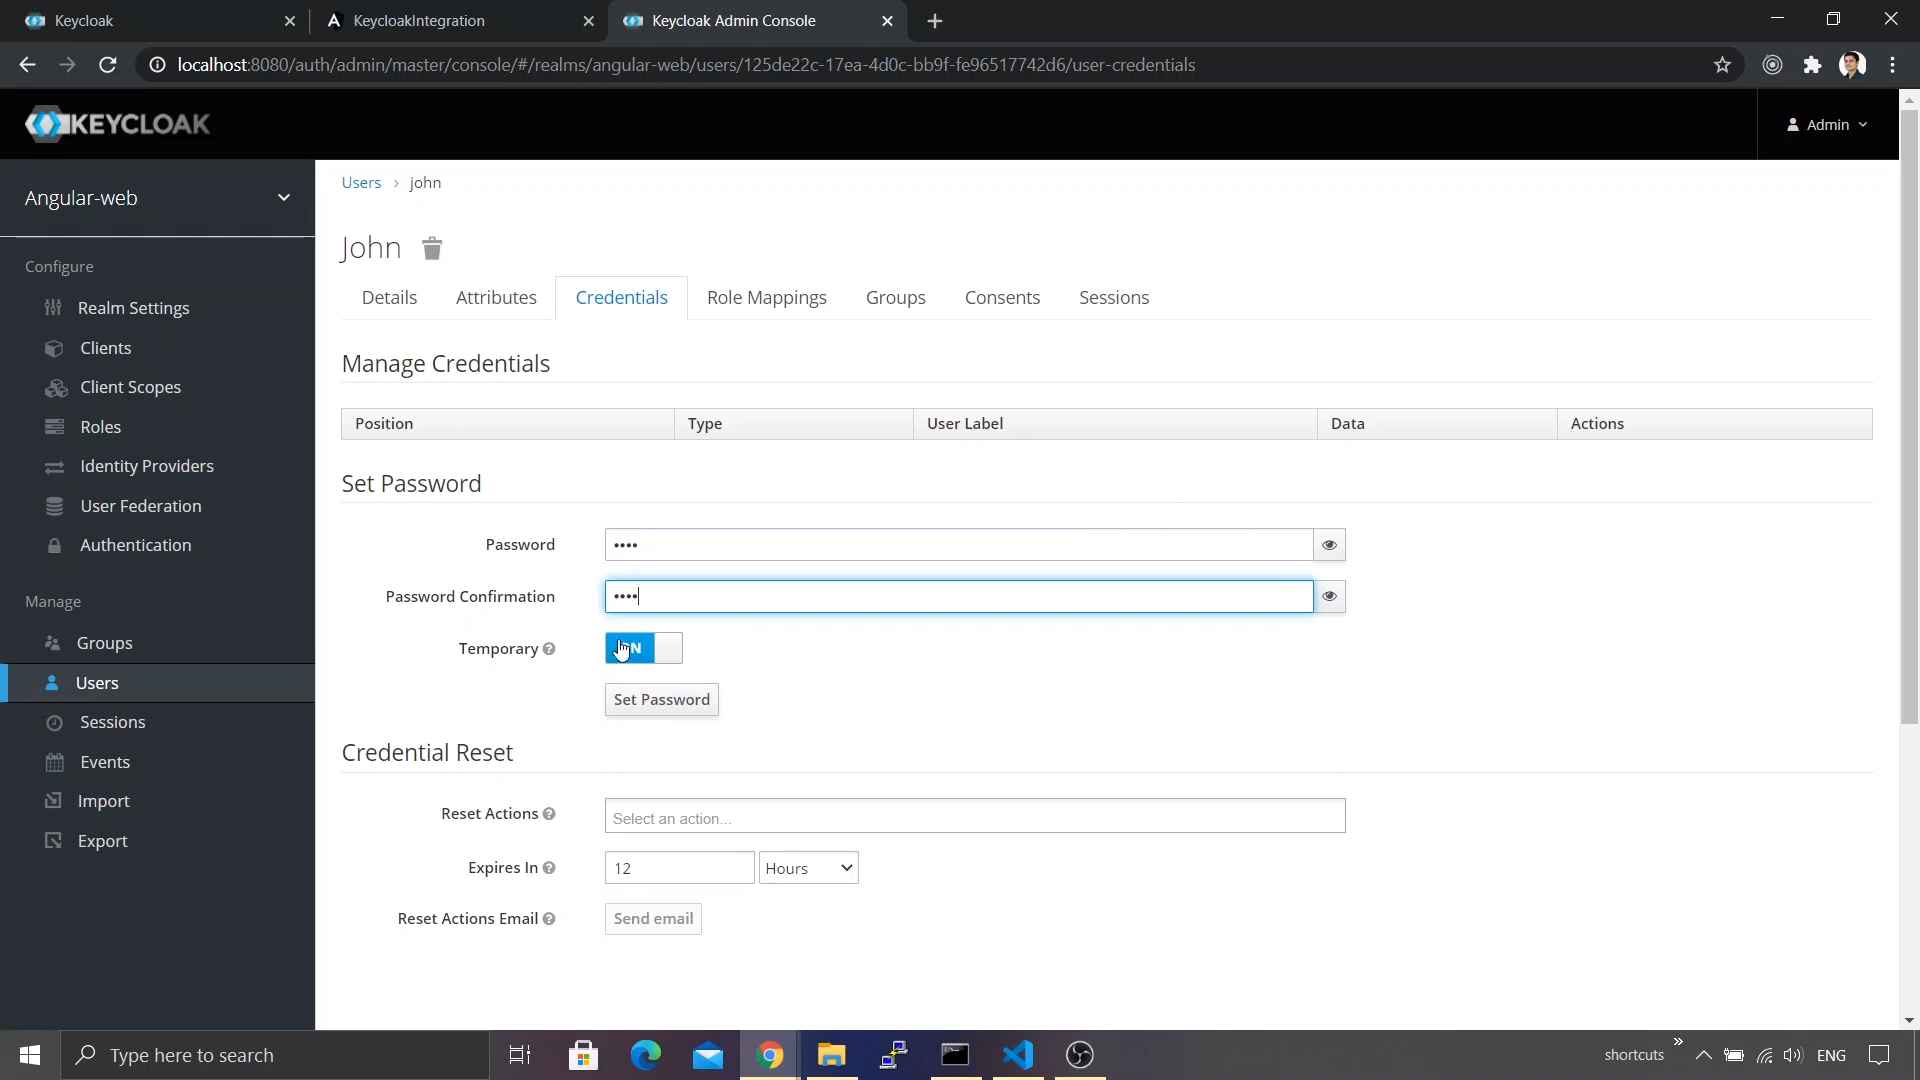 Keycloak
KeycloakIntegration
Keycloak Admin Console
localhost:8080/auth/admin/master/console/#/realms/angular-web/users/125de22c-17ea-4d0c-bb9f-fe96517742d6/user-credentials
KEYCLOAK
Admin
Angular-web
Configure
Realm Settings
Clients
Client Scopes
Roles
Identity Providers
User Federation
Authentication
Manage
Groups
Users
Sessions
Events
Import
Export
Users > john
John
Details Attributes Credentials Role Mappings Groups Consents Sessions
Manage Credentials
Position Type User Label Data Actions
Set Password
Password ••••
Password Confirmation ••••
Temporary
Set Password
Credential Reset
Reset Actions Select an action...
Expires In 12 Hours
Reset Actions Email Send email
Type here to search
shortcuts » ENG